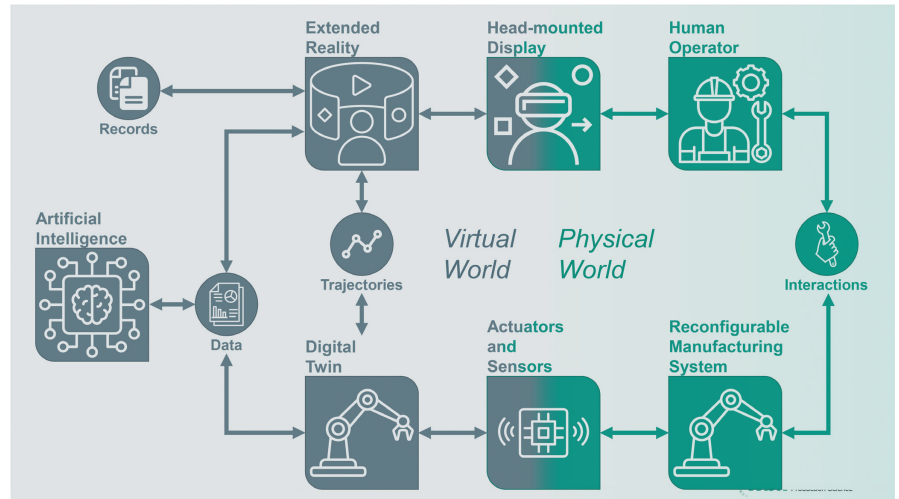 Extended
Reality
Head-mounted
Display
Human
Operator
Records
Artificial
Intelligence
Virtual
World
Physical
World
Trajectories
Interactions
Data
Digital
Twin
Actuators
and
Sensors
Reconfigurable
Manufacturing
System